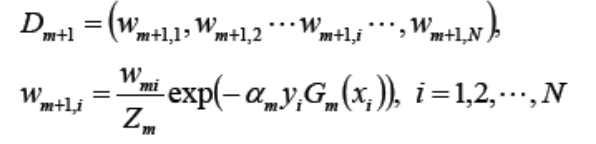 D_{m+1} = (w_{m+1,1}, w_{m+1,2} ⋯ w_{m+1,i} ⋯, w_{m+1,N}),
w_{m+1,i} = \frac{w_{mi}}{Z_m} exp(−α_m y_i G_m(x_i)), i = 1,2,⋯,N